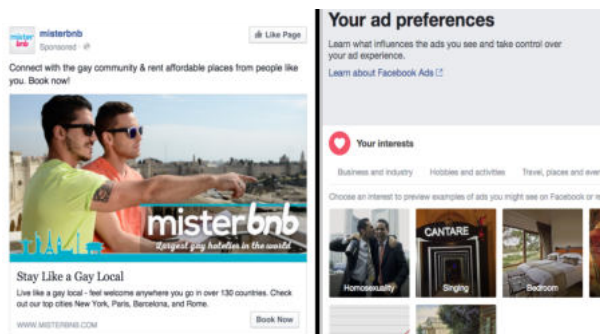 misterbnb
Sponsored
Like Page
Connect with the gay community & rent affordable places from people like
you. Book now!
misterbnb
Largest gay hotelier in the world
Stay Like a Gay Local
Live like a gay local - feel welcome anywhere you go in over 130 countries. Check
out our top cities New York, Paris, Barcelona, and Rome.
WWW.MISTERBNB.COM
Book Now
Your ad preferences
Learn what influences the ads you see and take control over
your ad experience.
Learn about Facebook Ads
Your interests
Business and industry
Hobbies and activities
Travel, places and ever
Choose an interest to preview examples of ads you might see on Facebook or
CANTARE
Homosexuality
Singing
Bedroom